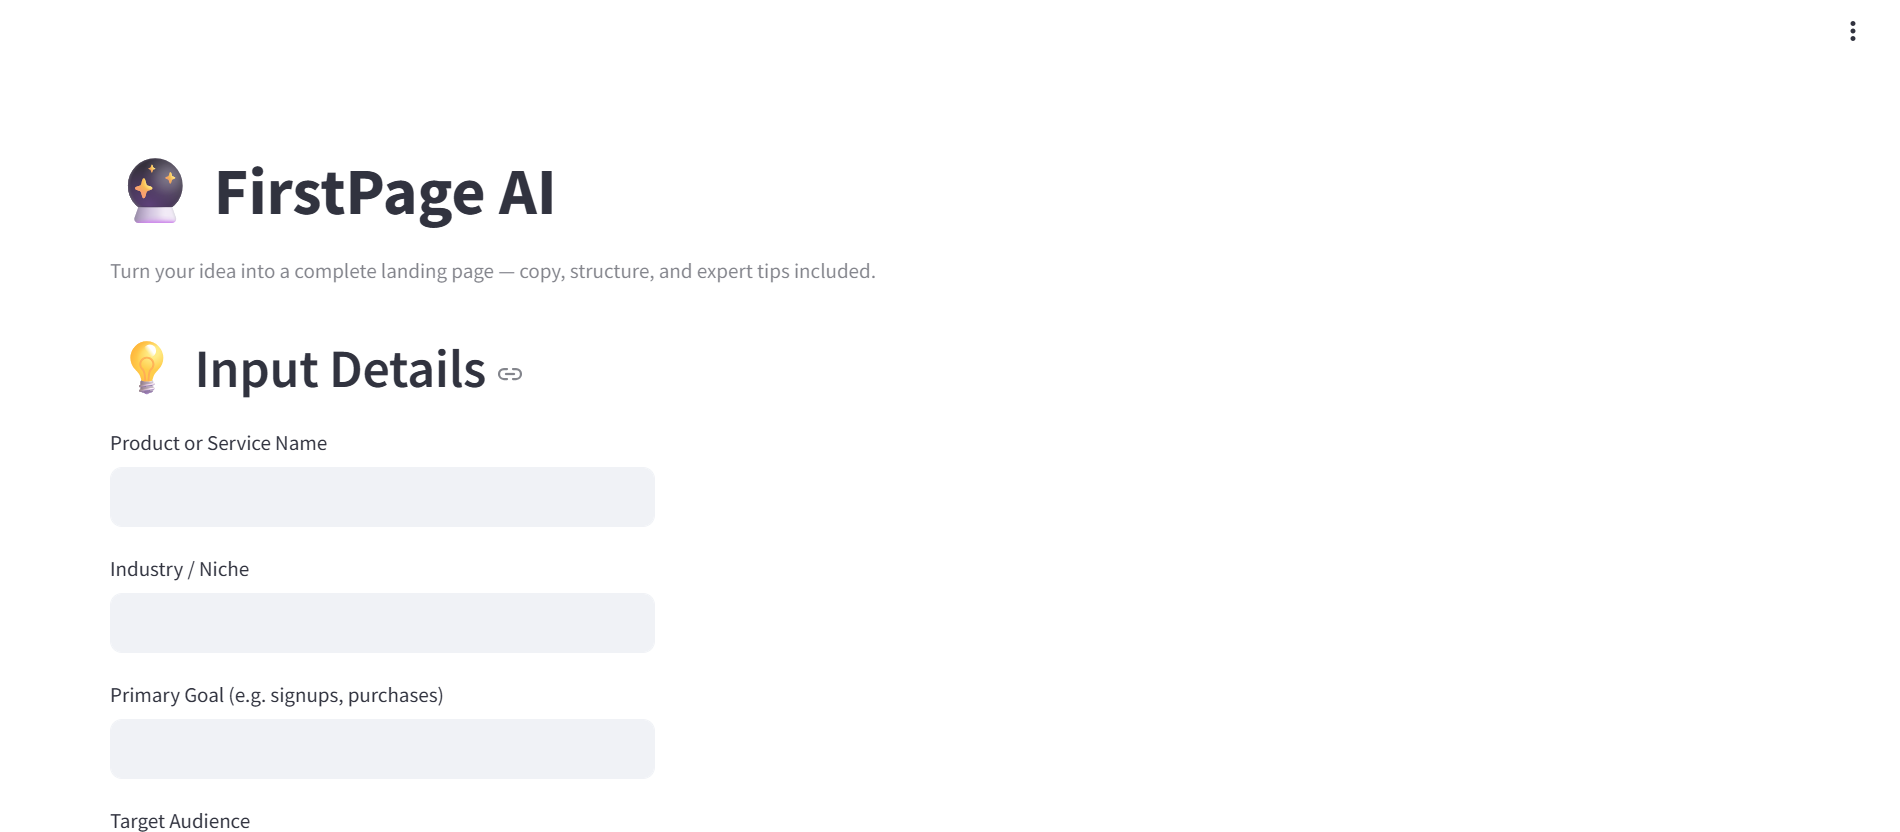 FirstPage AI
Turn your idea into a complete landing page — copy, structure, and expert tips included.
Input Details
Product or Service Name
Industry / Niche
Primary Goal (e.g. signups, purchases)
Target Audience